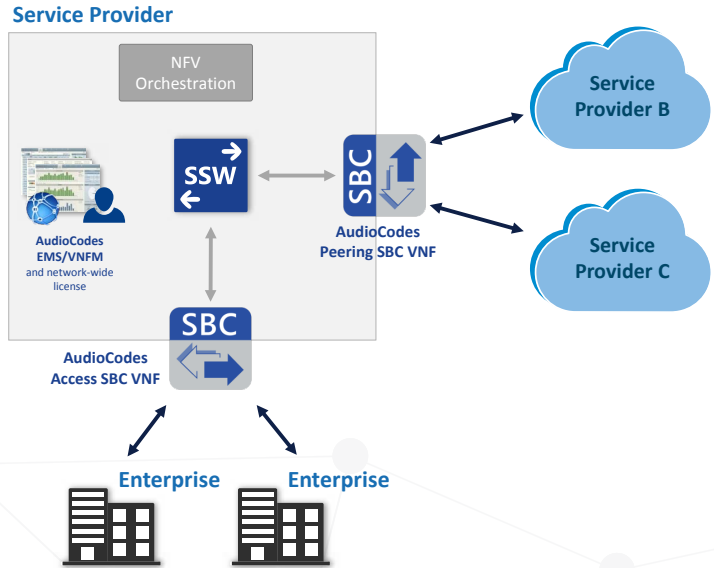 Service Provider
NFV
Orchestration
Service
Provider B
SSW
SBC
AudioCodes
EMS/VNFM
and network-wide
license
AudioCodes
Peering SBC VNF
Service
Provider C
SBC
AudioCodes
Access SBC VNF
Enterprise
Enterprise